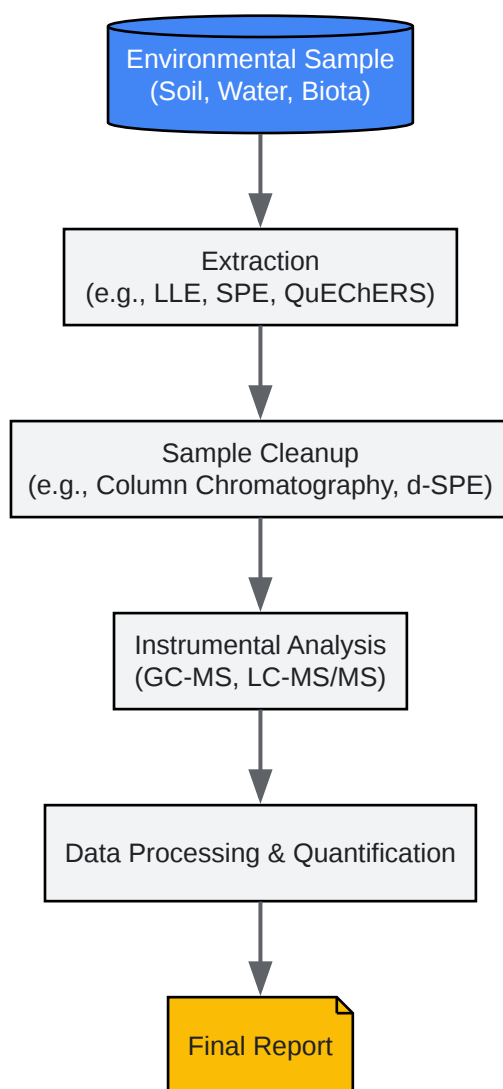 Environmental Sample
(Soil, Water, Biota)
Extraction
(e.g., LLE, SPE, QuEChERS)
Sample Cleanup
(e.g., Column Chromatography, d-SPE)
Instrumental Analysis
(GC-MS, LC-MS/MS)
Data Processing & Quantification
Final Report